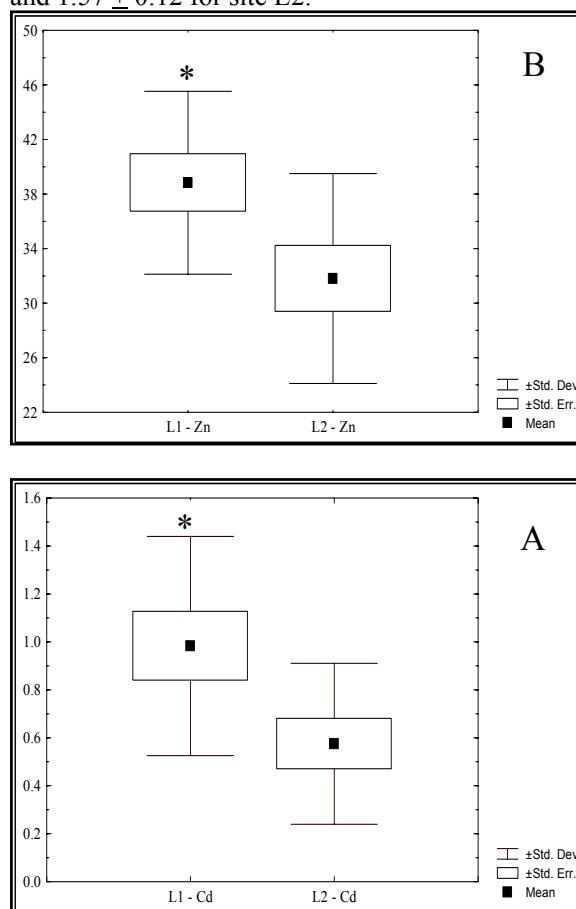 and 1.57 ± 0.12 for site L2.
B
*
50
46
42
38
34
30
26
22
L1 - Zn
L2 - Zn
±Std. Dev
±Std. Err.
Mean
A
*
1.6
1.4
1.2
1.0
0.8
0.6
0.4
0.2
0.0
L1 - Cd
L2 - Cd
±Std. Dev
±Std. Err.
Mean